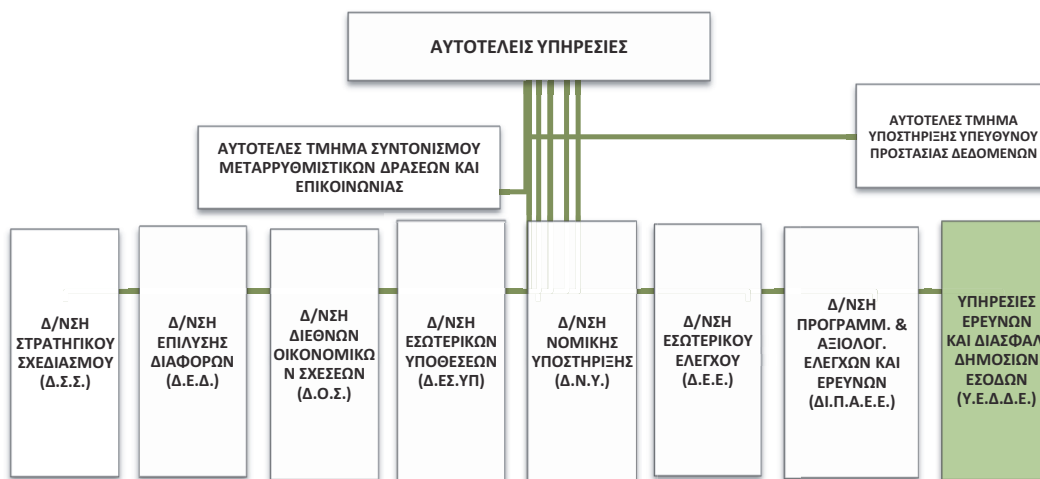 ΑΥΤΟΤΕΛΕΙΣ ΥΠΗΡΕΣΙΕΣ
ΑΥΤΟΤΕΛΕΣ ΤΜΗΜΑ
ΥΠΟΣΤΗΡΙΞΗΣ ΥΠΕΥΘΥΝΟΥ
ΠΡΟΣΤΑΣΙΑΣ ΔΕΔΟΜΕΝΩΝ
ΑΥΤΟΤΕΛΕΣ ΤΜΗΜΑ ΣΥΝΤΟΝΙΣΜΟΥ
ΜΕΤΑΡΡΥΘΜΙΣΤΙΚΩΝ ΔΡΑΣΕΩΝ ΚΑΙ
ΕΠΙΚΟΙΝΩΝΙΑΣ
Δ/ΝΣΗ
ΣΤΡΑΤΗΓΙΚΟΥ
ΣΧΕΔΙΑΣΜΟΥ
(Δ.Σ.Σ.)
Δ/ΝΣΗ
ΕΠΙΛΥΣΗΣ
ΔΙΑΦΟΡΩΝ
(Δ.Ε.Δ.)
Δ/ΝΣΗ
ΔΙΕΘΝΩΝ
ΟΙΚΟΝΟΜΙΚΩ
Ν ΣΧΕΣΕΩΝ
(Δ.Ο.Σ.)
Δ/ΝΣΗ
ΕΣΩΤΕΡΙΚΩΝ
ΥΠΟΘΕΣΕΩΝ
(Δ.ΕΣ.ΥΠ)
Δ/ΝΣΗ
ΝΟΜΙΚΗΣ
ΥΠΟΣΤΗΡΙΞΗΣ
(Δ.Ν.Υ.)
Δ/ΝΣΗ
ΕΣΩΤΕΡΙΚΟΥ
ΕΛΕΓΧΟΥ
(Δ.Ε.Ε.)
Δ/ΝΣΗ
ΠΡΟΓΡΑΜΜ. &
ΑΞΙΟΛΟΓ.
ΕΛΕΓΧΩΝ ΚΑΙ
ΕΡΕΥΝΩΝ
(ΔΙ.Π.Α.Ε.Ε.)
ΥΠΗΡΕΣΙΕΣ
ΕΡΕΥΝΩΝ
ΚΑΙ ΔΙΑΣΦΑΛ
ΔΗΜΟΣΙΩΝ
ΕΣΟΔΩΝ
(Υ.Ε.Δ.Δ.Ε.)